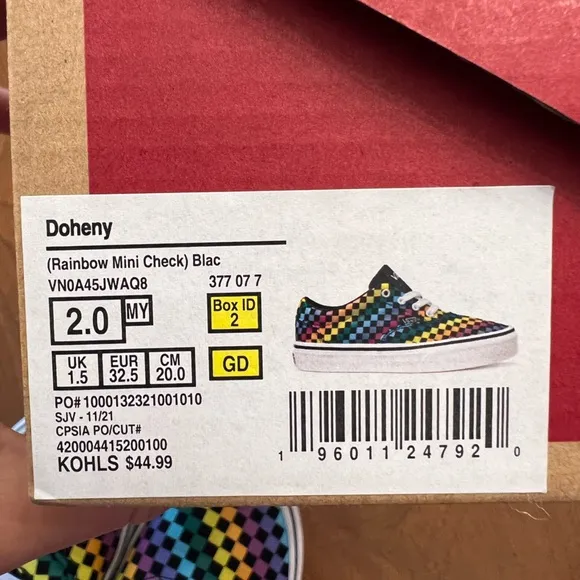 Doheny
(Rainbow Mini Check) Blac
VN0A45JWAQ8 377 07 7
2.0 MY
Box ID
2
UK EUR CM
1.5 32.5 20.0
GD
PO# 1000132321001010
SJV - 11/21
CPSIA PO/CUT#
420004415200100
KOHLS $44.99
1 96011 24792 0